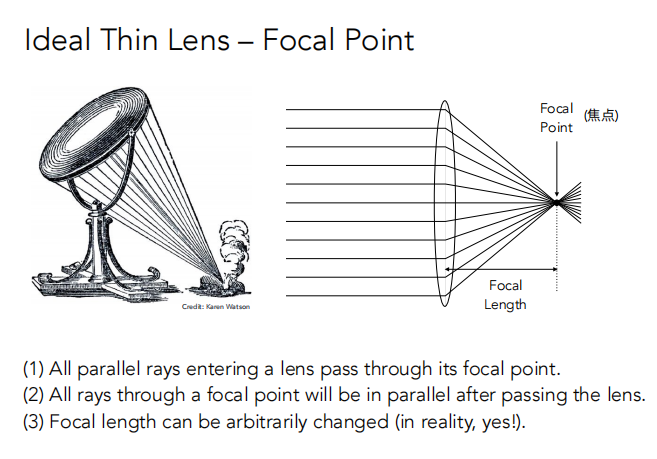 Ideal Thin Lens – Focal Point
Focal
Point
(焦点)
Focal
Length
Credit: Karen Watson
(1) All parallel rays entering a lens pass through its focal point.
(2) All rays through a focal point will be in parallel after passing the lens.
(3) Focal length can be arbitrarily changed (in reality, yes!).